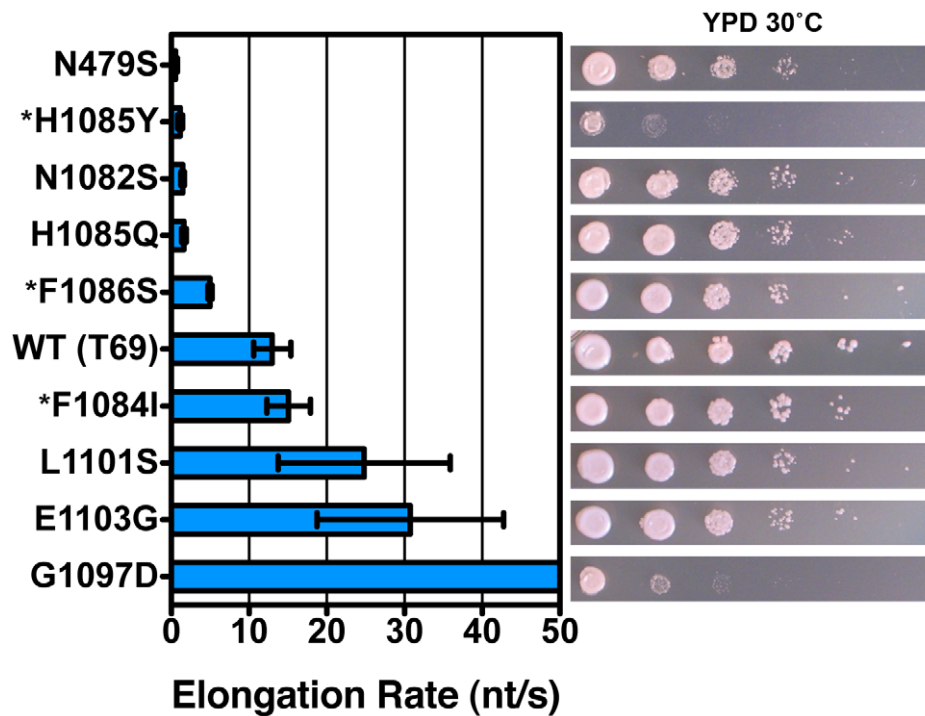 YPD 30˚C
N479S
*H1085Y
N1082S
H1085Q
*F1086S
WT (T69)
*F1084I
L1101S
E1103G
G1097D
0 10 20 30 40 50
Elongation Rate (nt/s)